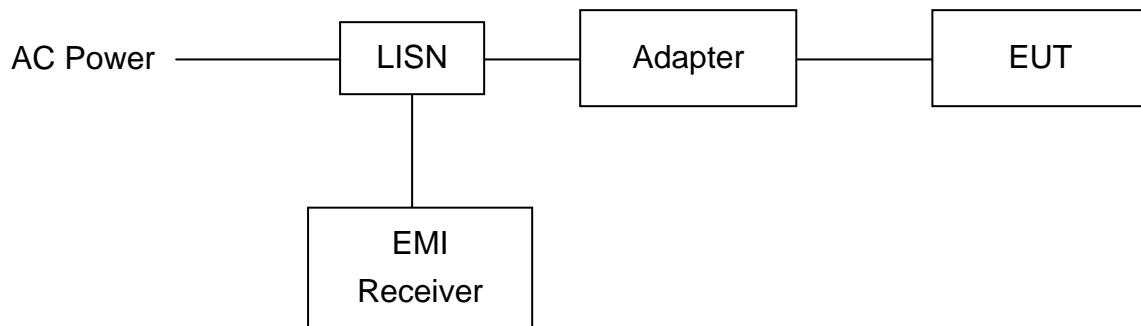 AC Power
LISN
Adapter
EUT
EMI
Receiver